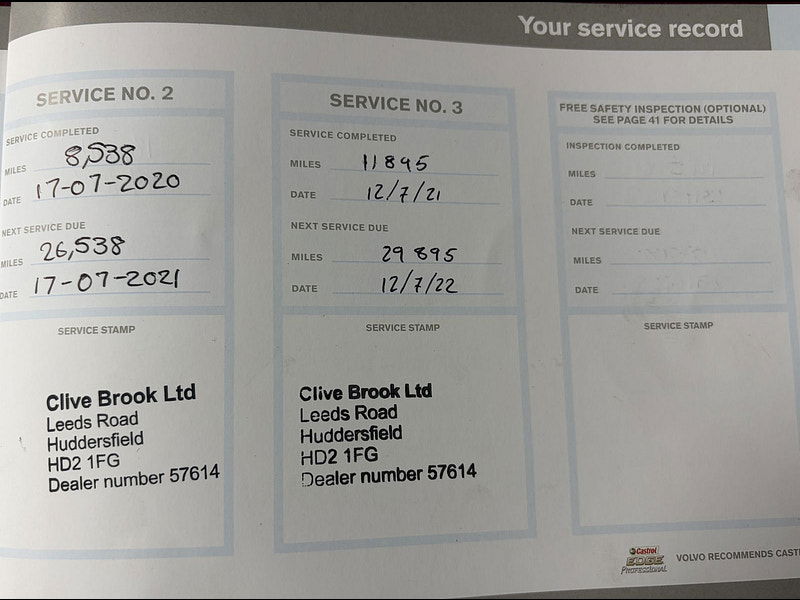 Your service record
SERVICE NO. 2
SERVICE COMPLETED
MILES 8,538
DATE 17-07-2020
NEXT SERVICE DUE
MILES 26,538
DATE 17-07-2021
SERVICE STAMP
Clive Brook Ltd
Leeds Road
Huddersfield
HD2 1FG
Dealer number 57614
SERVICE NO. 3
SERVICE COMPLETED
MILES 11895
DATE 12/7/21
NEXT SERVICE DUE
MILES 29 895
DATE 12/7/22
SERVICE STAMP
Clive Brook Ltd
Leeds Road
Huddersfield
HD2 1FG
Dealer number 57614
FREE SAFETY INSPECTION (OPTIONAL)
SEE PAGE 41 FOR DETAILS
INSPECTION COMPLETED
MILES
DATE
NEXT SERVICE DUE
MILES
DATE
SERVICE STAMP
Castrol
EDGE
PROFESSIONAL
VOLVO RECOMMENDS